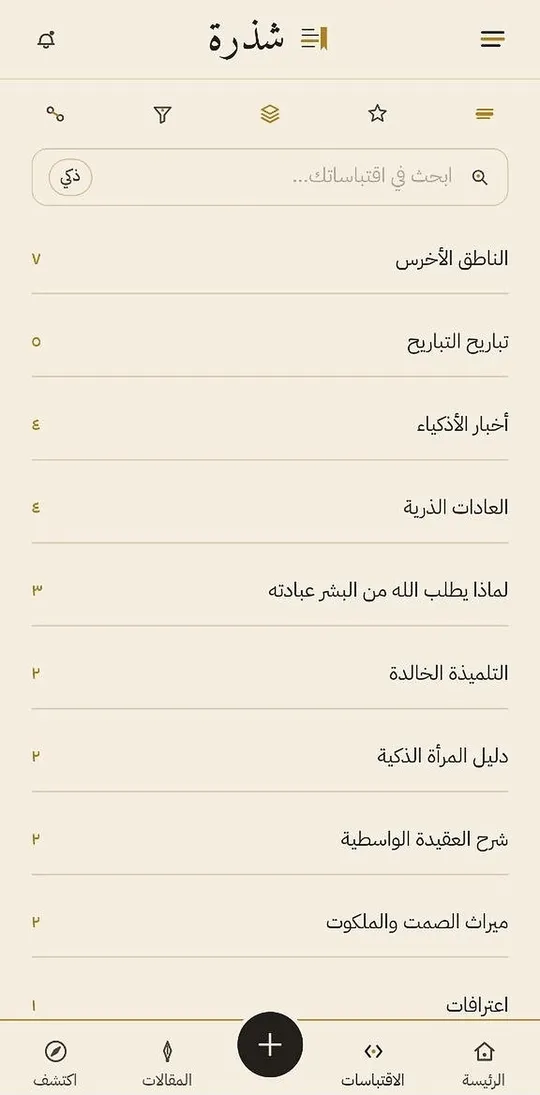 شذرة
ابحث في اقتباساتك...
ذكي
الناطق الأخرس
٧
تباريح التباريح
٥
أخبار الأذكياء
٤
العادات الذرية
٤
لماذا يطلب الله من البشر عبادته
٣
التلميذة الخالدة
٢
دليل المرأة الذكية
٢
شرح العقيدة الواسطية
٢
ميراث الصمت والملكوت
٢
اعترافات
١
الرئيسة
الاقتباسات
المقالات
اكتشف